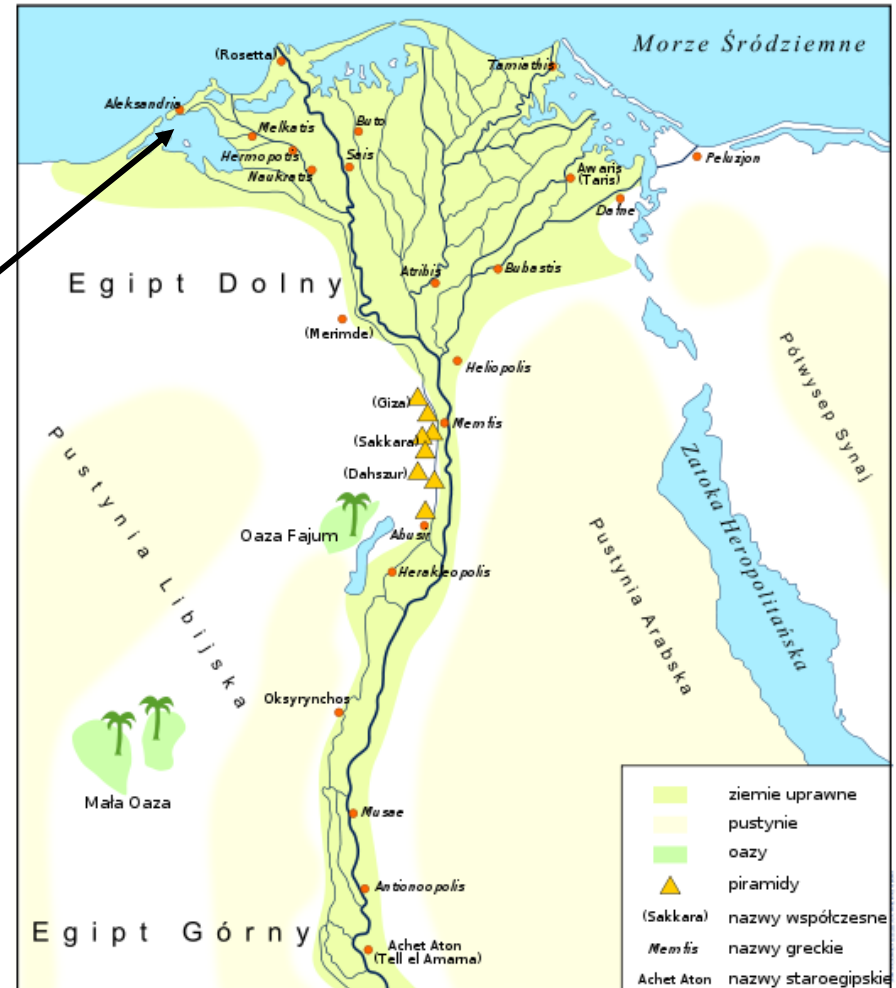 Morze Śródziemne
(Rosetta)
Tamiathis
Aleksandria
Melkatis
Buto
Hermopotis
Sais
Naukratis
Peluzjon
Awaris
(Taris)
Dafne
Egipt Dolny
Atribis
Bubastis
(Merimde)
Heliopolis
(Giza)
Memfis
(Sakkara)
(Dahszur)
Oaza Fajum
Abusir
Herakleopolis
Półwysep Synaj
Zatoka Heropolitańska
Pustynia Libijska
Pustynia Arabska
Oksyrynchos
Mała Oaza
Musae
Antionoopolis
Egipt Górny
Achet Aton
(Tell el Amarna)
ziemie uprawne
pustynie
oazy
piramidy
(Sakkara) nazwy współczesne
Memfis nazwy greckie
Achet Aton nazwy staroegipskie